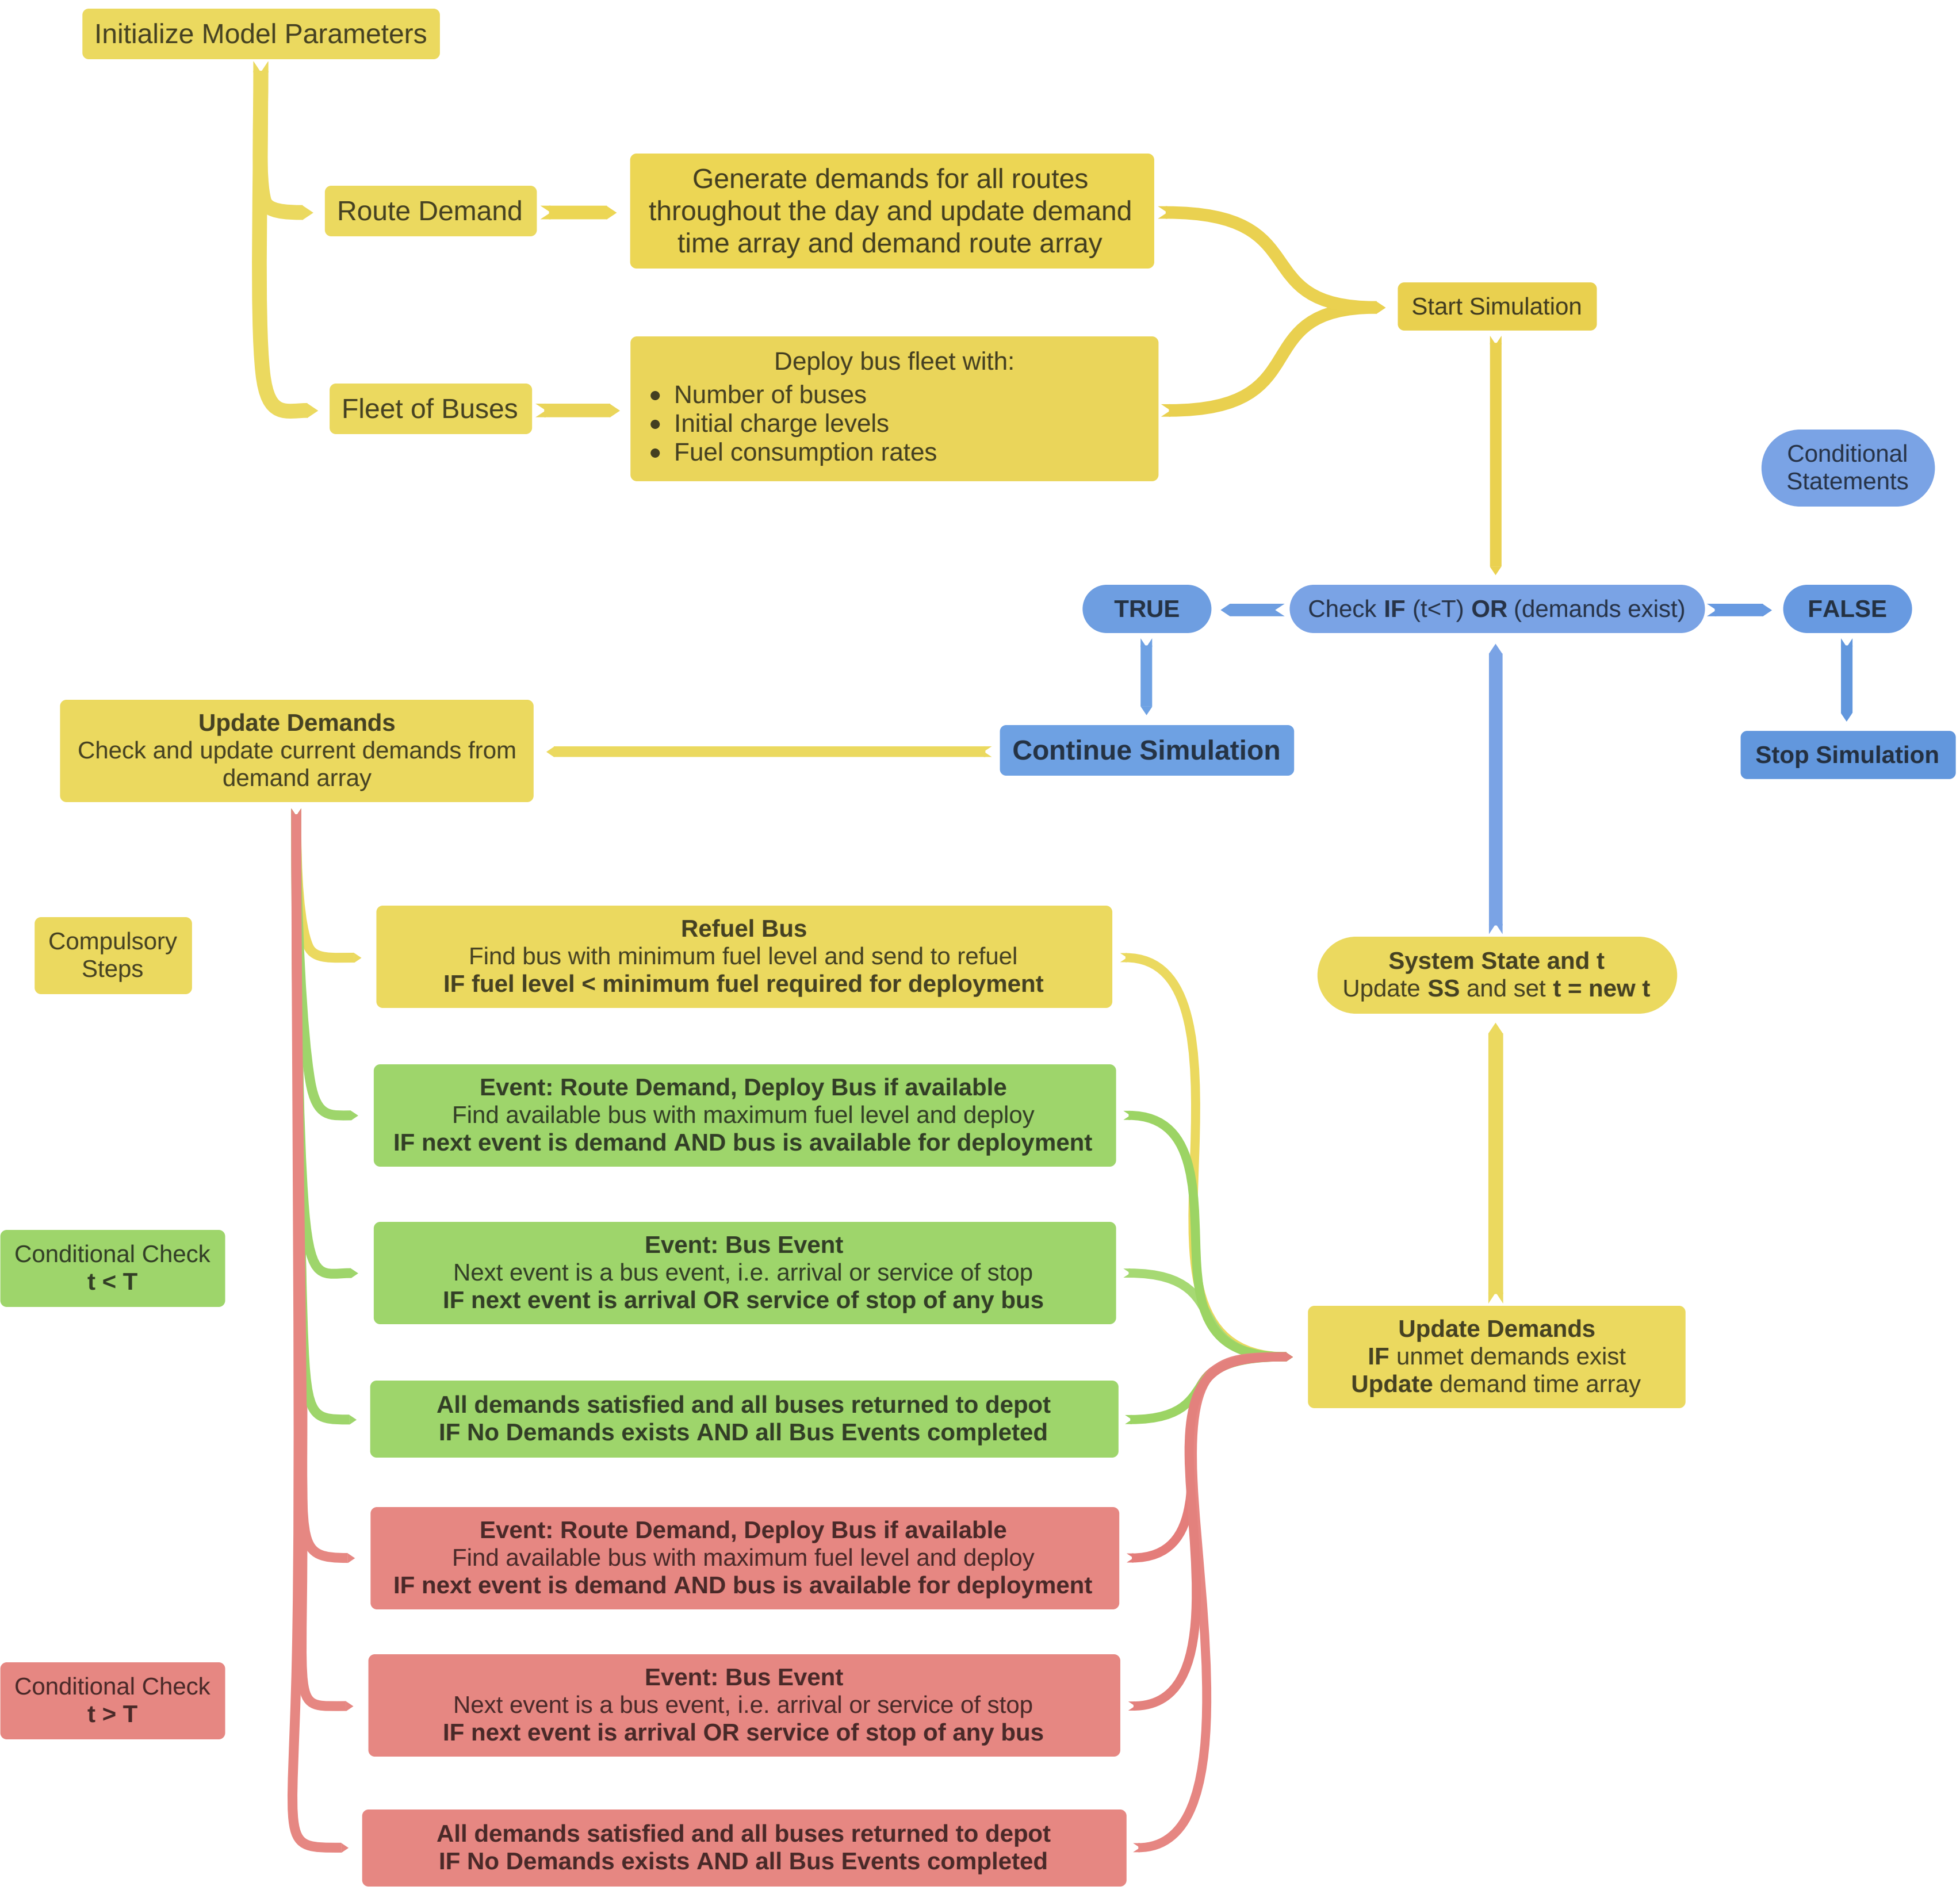 Initialize Model Parameters
Route Demand
Generate demands for all routes
throughout the day and update demand
time array and demand route array
Start Simulation
Fleet of Buses
Deploy bus fleet with:
• Number of buses
• Initial charge levels
• Fuel consumption rates
Conditional
Statements
TRUE
Check IF (t<T) OR (demands exist)
FALSE
Update Demands
Check and update current demands from
demand array
Continue Simulation
Stop Simulation
Compulsory
Steps
Refuel Bus
Find bus with minimum fuel level and send to refuel
IF fuel level < minimum fuel required for deployment
System State and t
Update SS and set t = new t
Event: Route Demand, Deploy Bus if available
Find available bus with maximum fuel level and deploy
IF next event is demand AND bus is available for deployment
Conditional Check
t < T
Event: Bus Event
Next event is a bus event, i.e. arrival or service of stop
IF next event is arrival OR service of stop of any bus
Update Demands
IF unmet demands exist
Update demand time array
All demands satisfied and all buses returned to depot
IF No Demands exists AND all Bus Events completed
Event: Route Demand, Deploy Bus if available
Find available bus with maximum fuel level and deploy
IF next event is demand AND bus is available for deployment
Conditional Check
t > T
Event: Bus Event
Next event is a bus event, i.e. arrival or service of stop
IF next event is arrival OR service of stop of any bus
All demands satisfied and all buses returned to depot
IF No Demands exists AND all Bus Events completed